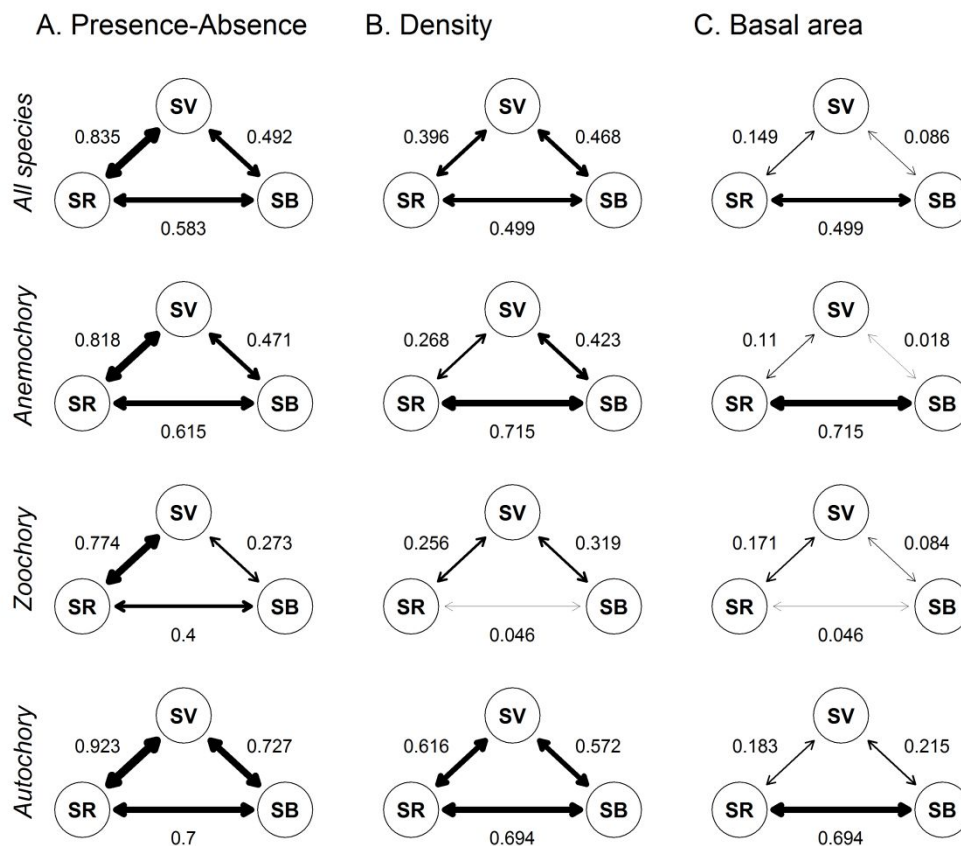 A. Presence-Absence B. Density C. Basal area
All species
SV SV SV
0.835 0.492 0.396 0.468 0.149 0.086
SR SB SR SB SR SB
0.583 0.499 0.499
Anemochory
SV SV SV
0.818 0.471 0.268 0.423 0.11 0.018
SR SB SR SB SR SB
0.615 0.715 0.715
Zoochory
SV SV SV
0.774 0.273 0.256 0.319 0.171 0.084
SR SB SR SB SR SB
0.4 0.046 0.046
Autochory
SV SV SV
0.923 0.727 0.616 0.572 0.183 0.215
SR SB SR SB SR SB
0.7 0.694 0.694